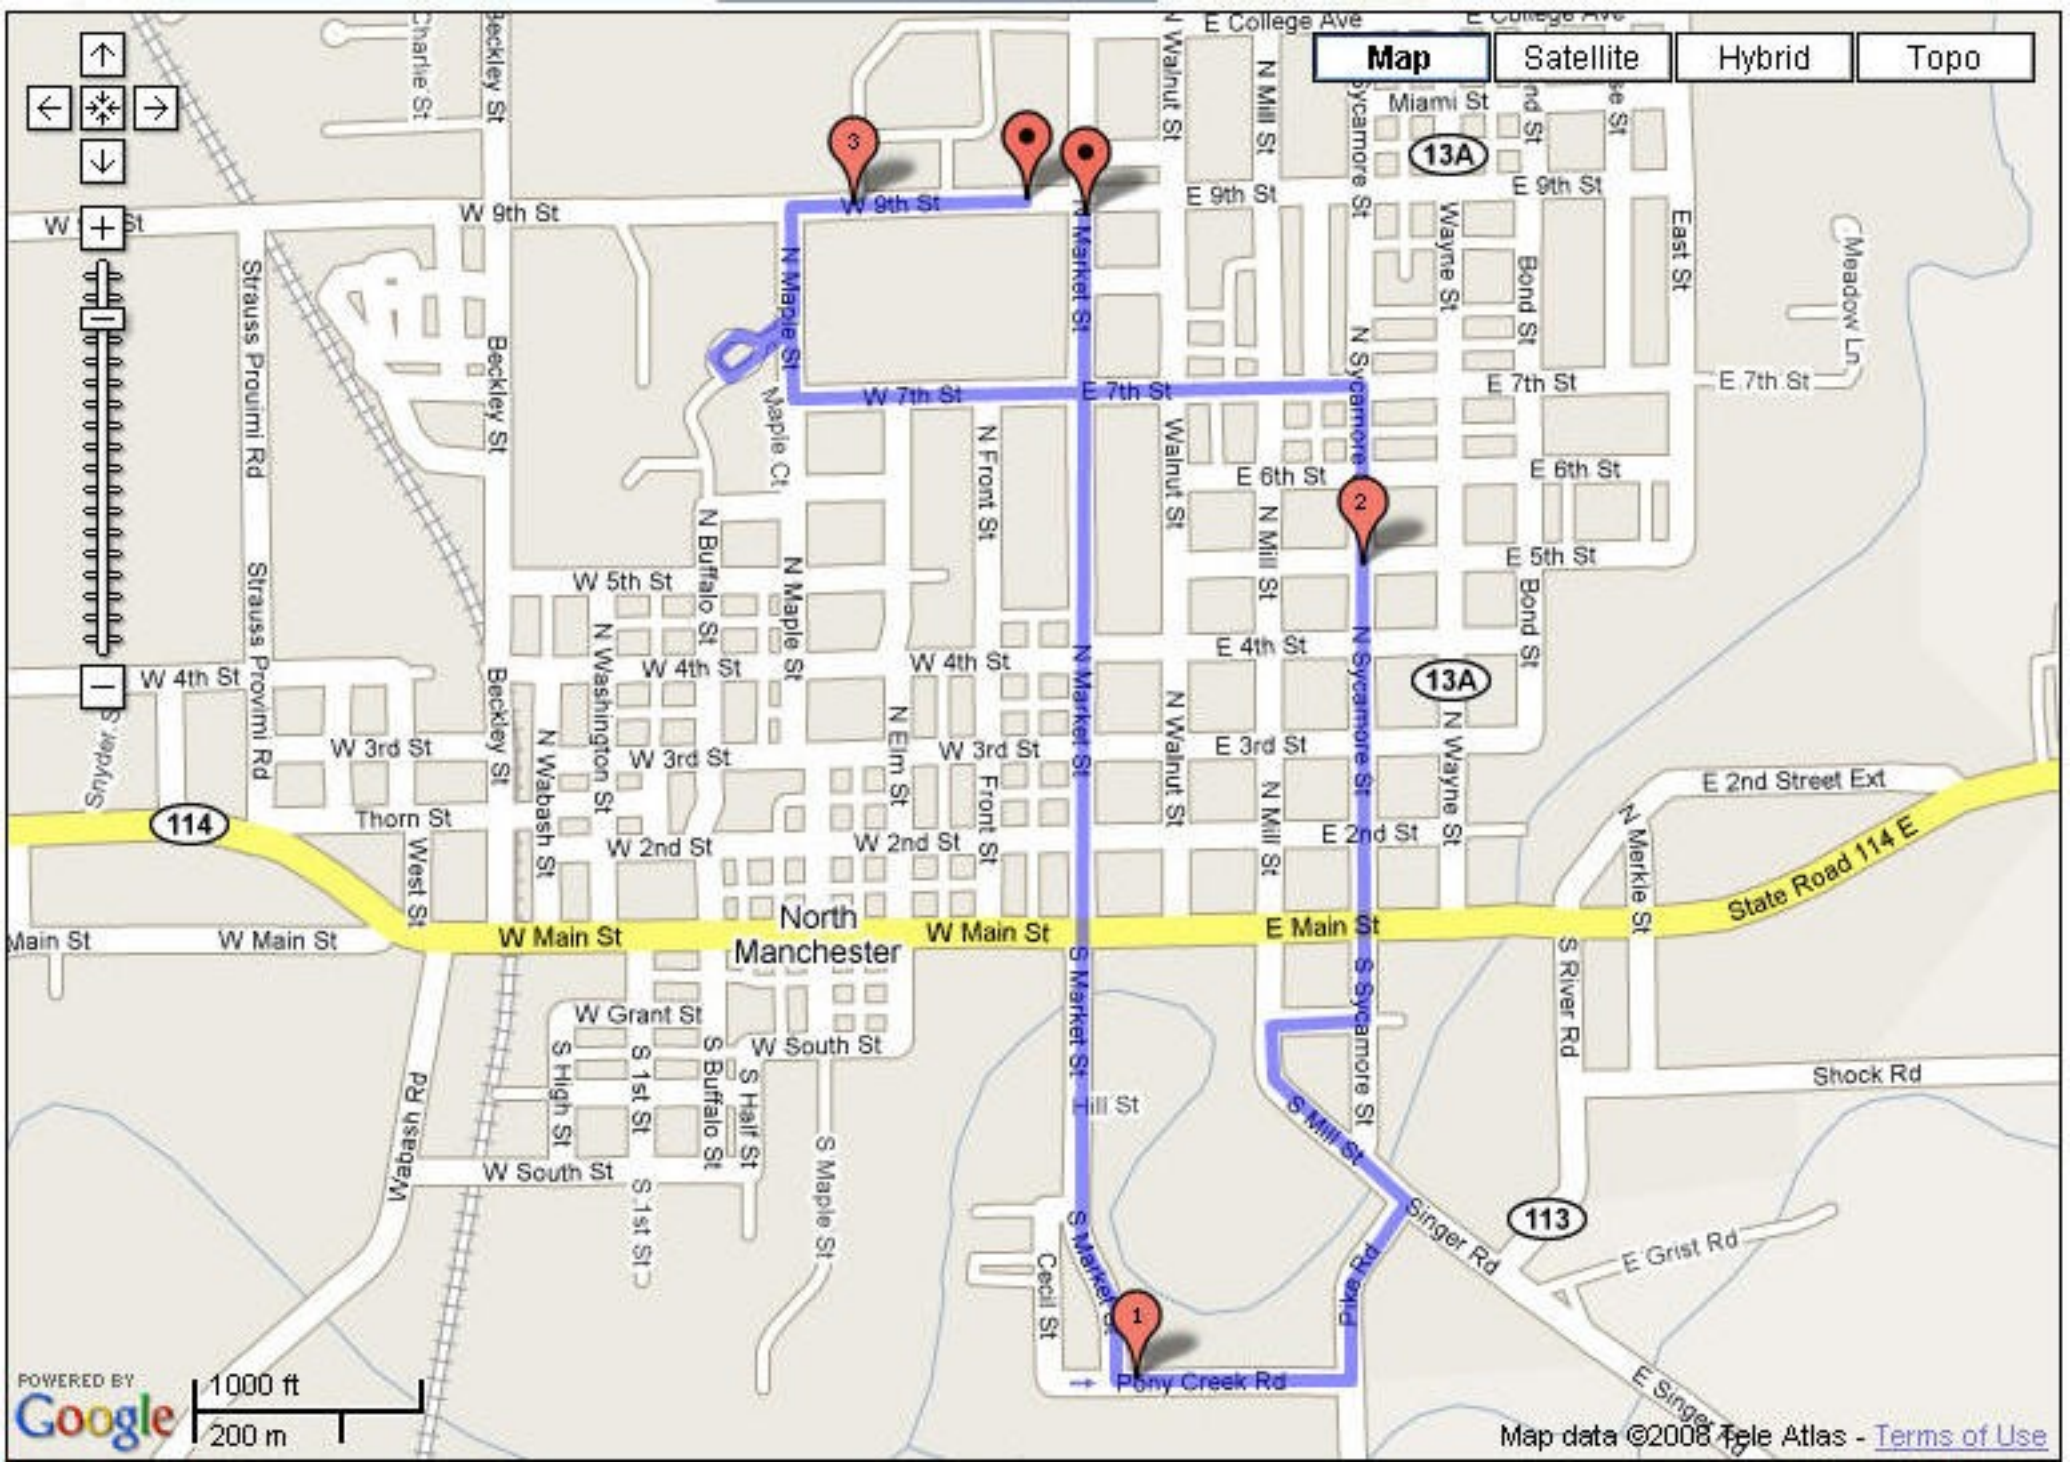 E College Ave
E College Ave
Map
Satellite
Hybrid
Topo
Charlie St
Beckley St
N Walnut St
N Mill St
Sycamore St
Miami St
nd St
se St
13A
3
E 9th St
E 9th St
W 9th St
W 9th St
W 9
St
N Market St
N Maple St
Wayne St
Bond St
East St
Meadow Ln
Strauss Prouimi Rd
Beckley St
N Sycamore
W 7th St
E 7th St
E 7th St
E 7th St
Maple Ct
N Front St
Walnut St
E 6th St
E 6th St
2
N Buffalo St
N Mill St
E 5th St
W 5th St
N Maple St
Bond St
Strauss Provimi Rd
N Washington St
E 4th St
W 4th St
W 4th St
W 4th St
N Market St
N Sycamore St
13A
Beckley St
N Wabash St
N Elm St
N Walnut St
N Wayne St
Snyder S
W 3rd St
W 3rd St
W 3rd St
E 3rd St
Front St
N Mill St
E 2nd Street Ext
N Merkle St
114
Thorn St
West St
W 2nd St
W 2nd St
E 2nd St
State Road 114 E
North
Manchester
Main St
W Main St
W Main St
W Main St
E Main St
S Market St
S Sycamore St
S River Rd
W Grant St
W South St
S High St
S 1st St
S Buffalo St
S Half St
Shock Rd
Hill St
S Mill St
Wabash Rd
W South St
S 1st St
S Maple St
S Market St
Cecil St
Singer Rd
113
E Grist Rd
Pike Rd
1
Pony Creek Rd
E Singer Rd
POWERED BY
Google
1000 ft
200 m
Map data ©2008 Tele Atlas - Terms of Use